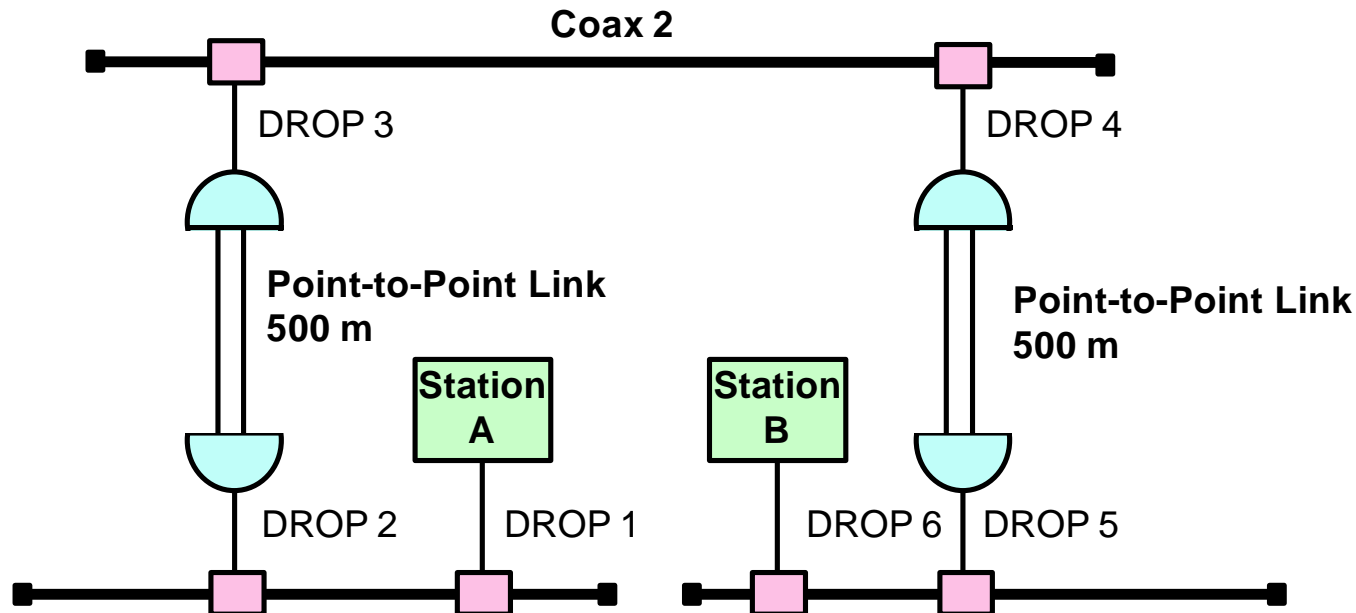 Coax 2
DROP 3
DROP 4
Point-to-Point Link
500 m
Point-to-Point Link
500 m
Station
A
Station
B
DROP 2
DROP 1
DROP 6
DROP 5